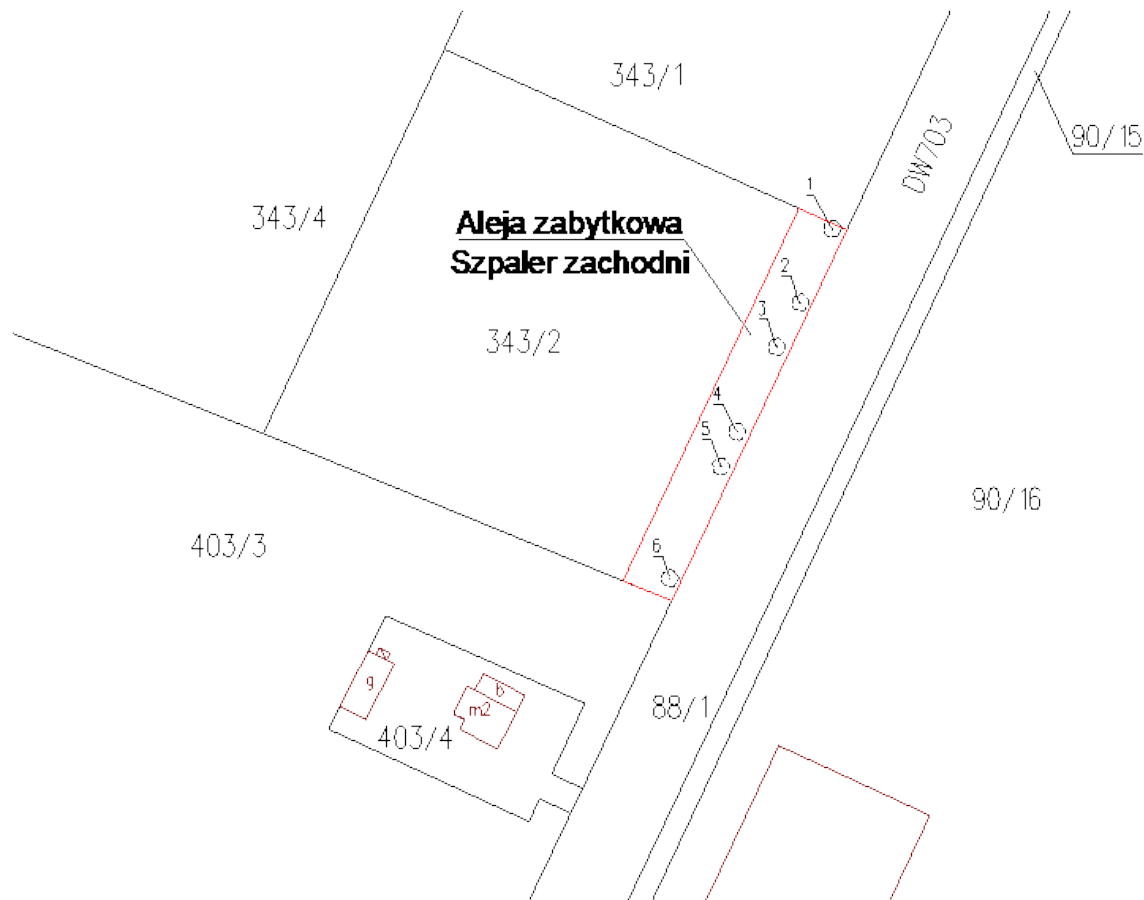 343/1
DW703
90/15
1
343/4
Aleja zabytkowa
Szpaler zachodni
2
3
343/2
4
5
90/16
403/3
6
g
b
m2
88/1
403/4